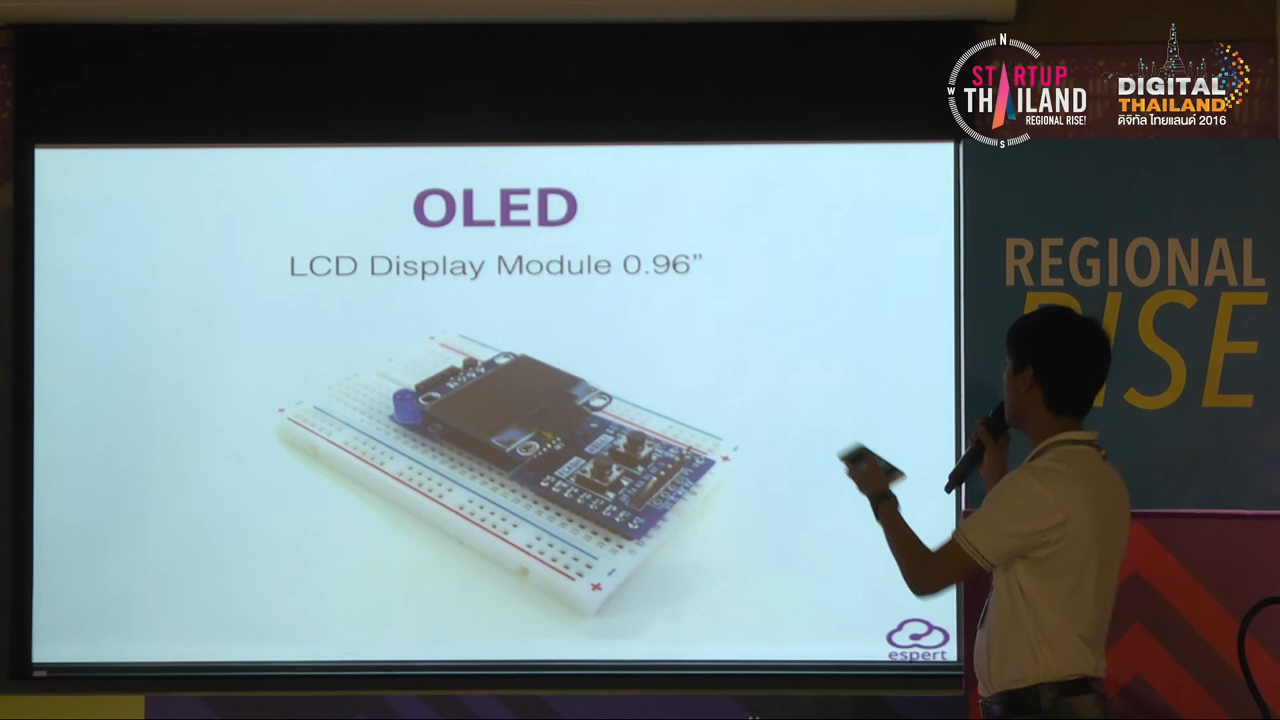 N
W
S
STARTUP
THAILAND
REGIONAL RISE!
DIGITAL
THAILAND
ดิจิทัล ไทยแลนด์ 2016
OLED
LCD Display Module 0.96”
REGIONAL
RISE
espert